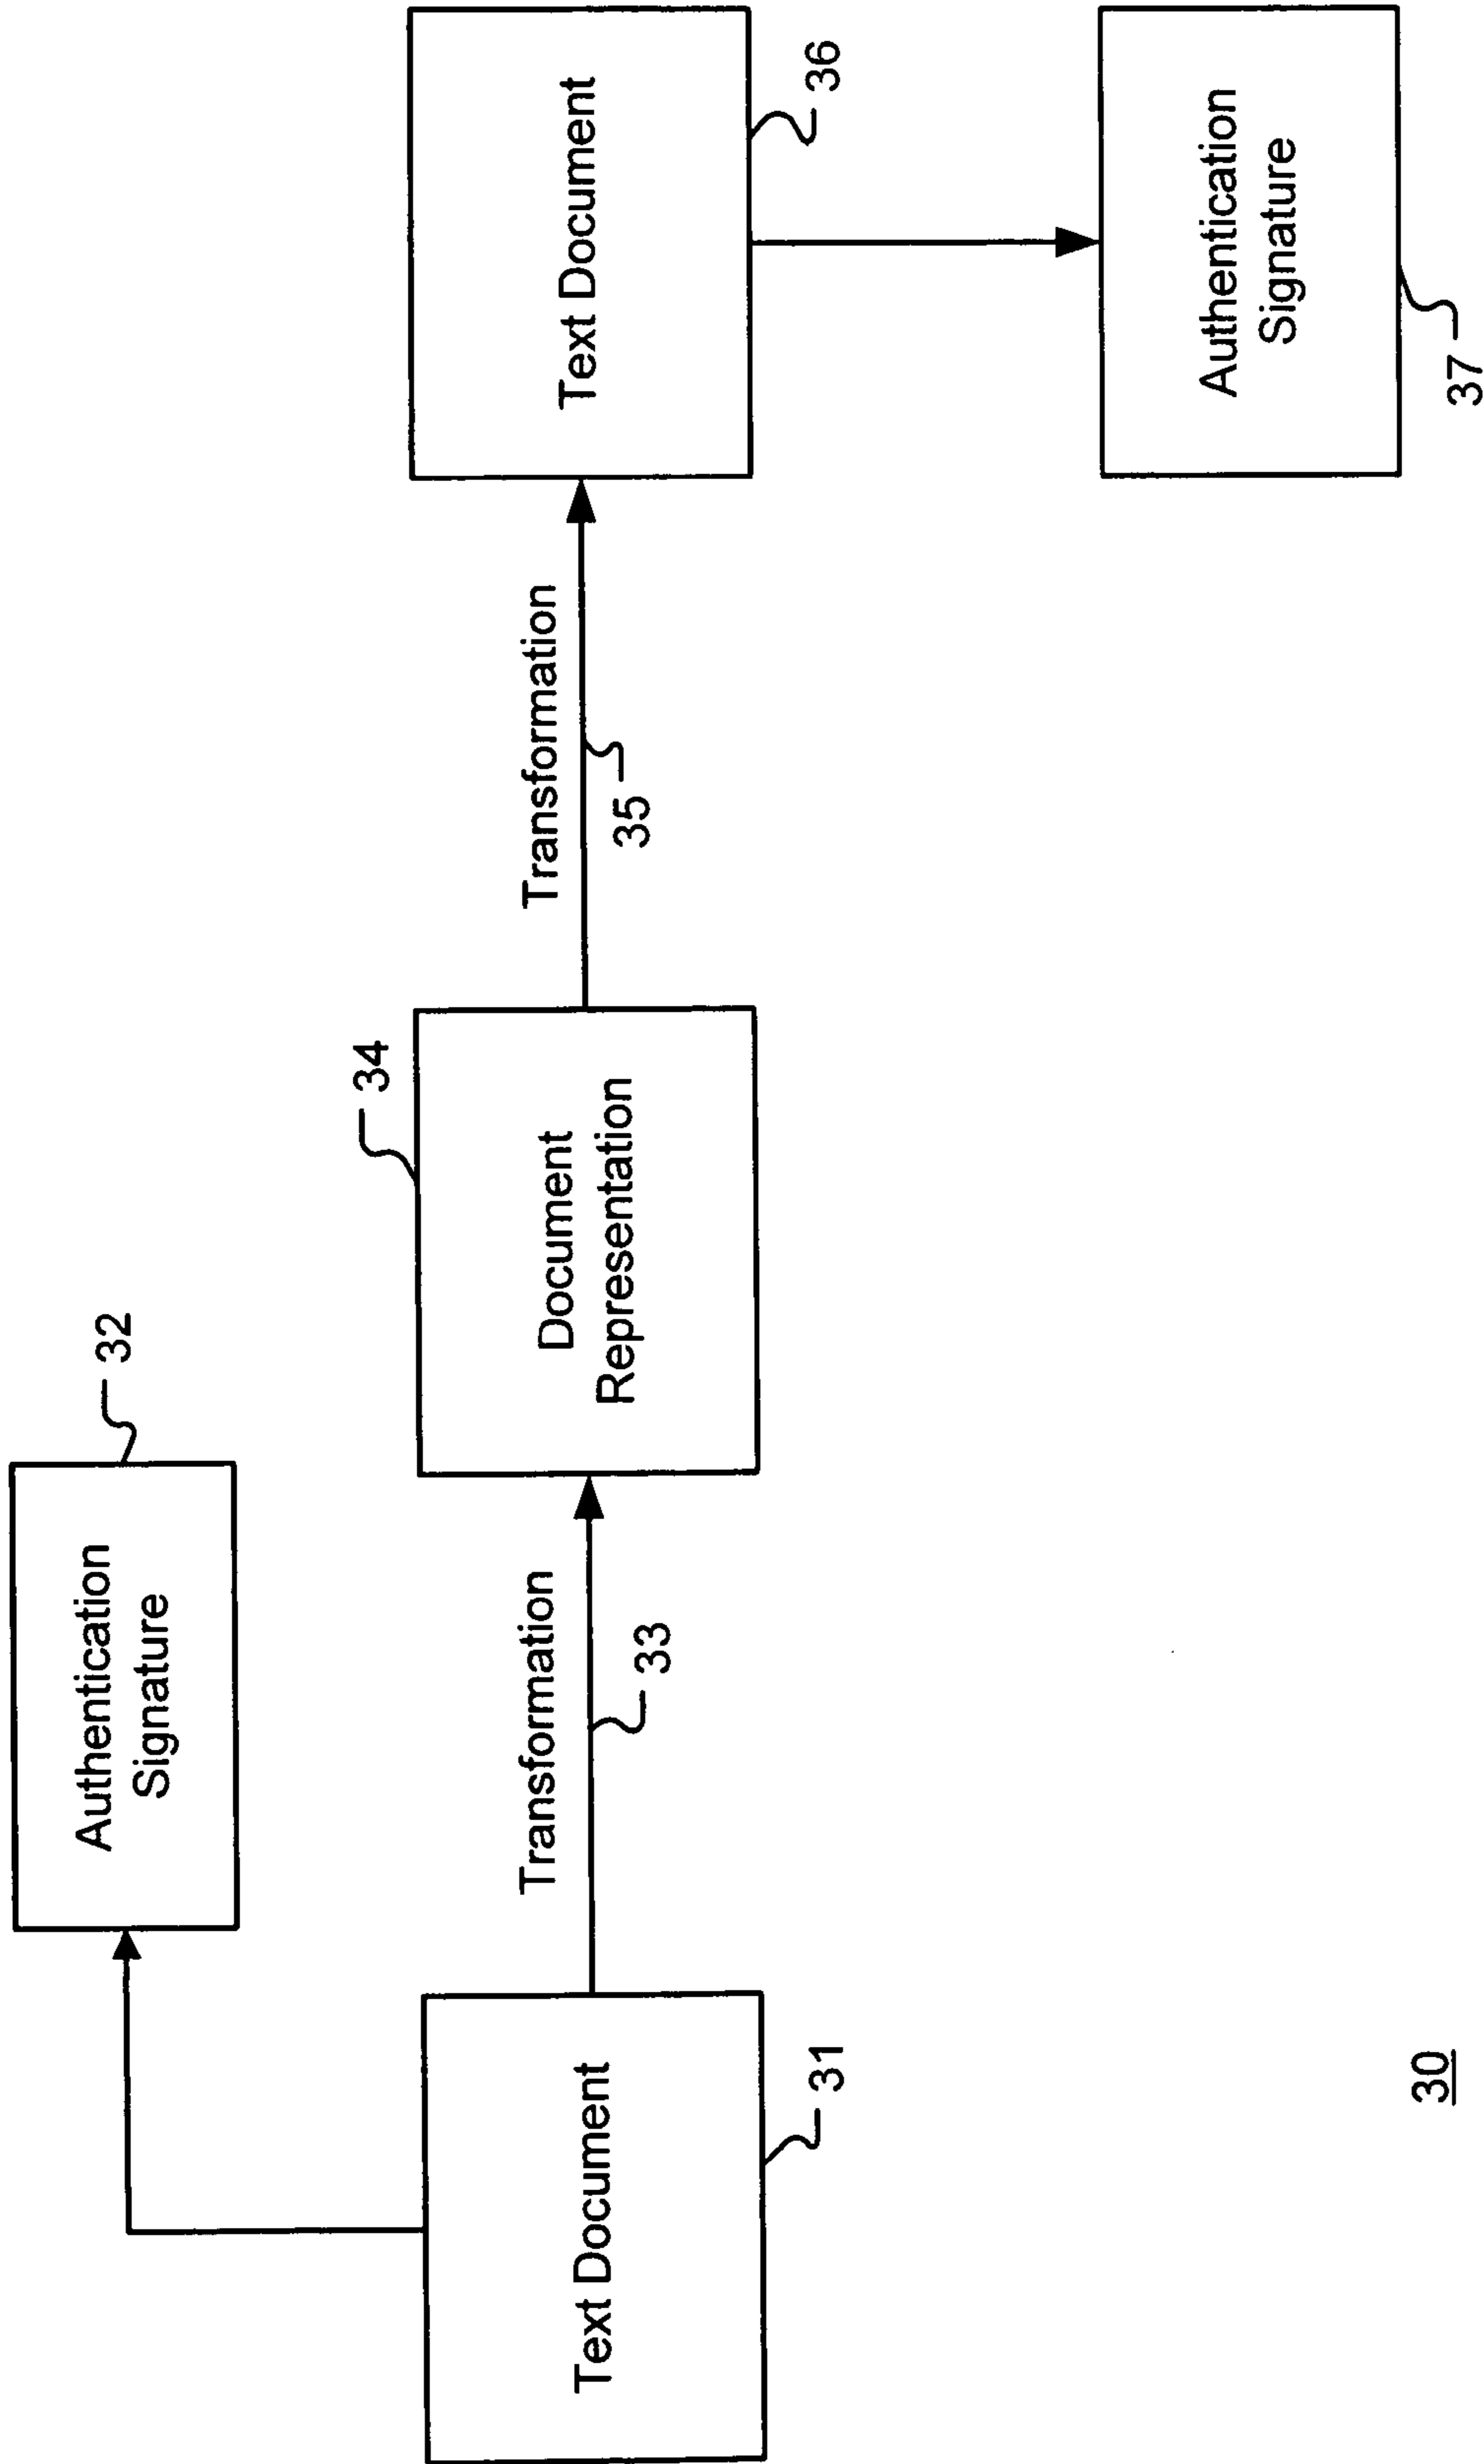 Authentication
Signature
32
34
Text Document
31
Transformation
33
Document
Representation
Transformation
35
Text Document
36
Authentication
Signature
37
30